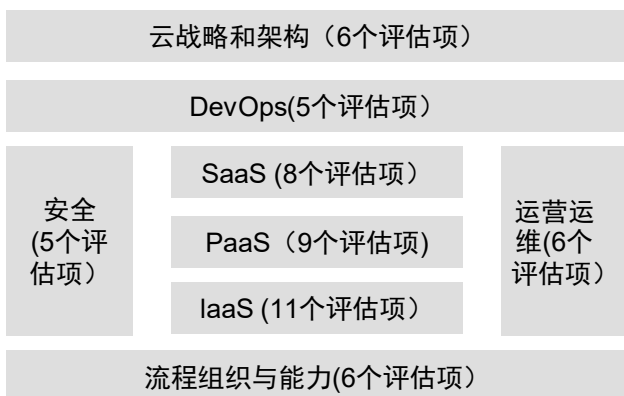 云战略和架构（6个评估项）
DevOps(5个评估项）
安全
(5个评
估项）
SaaS (8个评估项）
PaaS（9个评估项)
IaaS (11个评估项）
运营运
维(6个
评估项）
流程组织与能力(6个评估项）